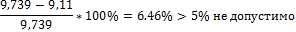 (9,739 − 9,11) / 9,739 * 100% = 6.46% > 5% не допустимо